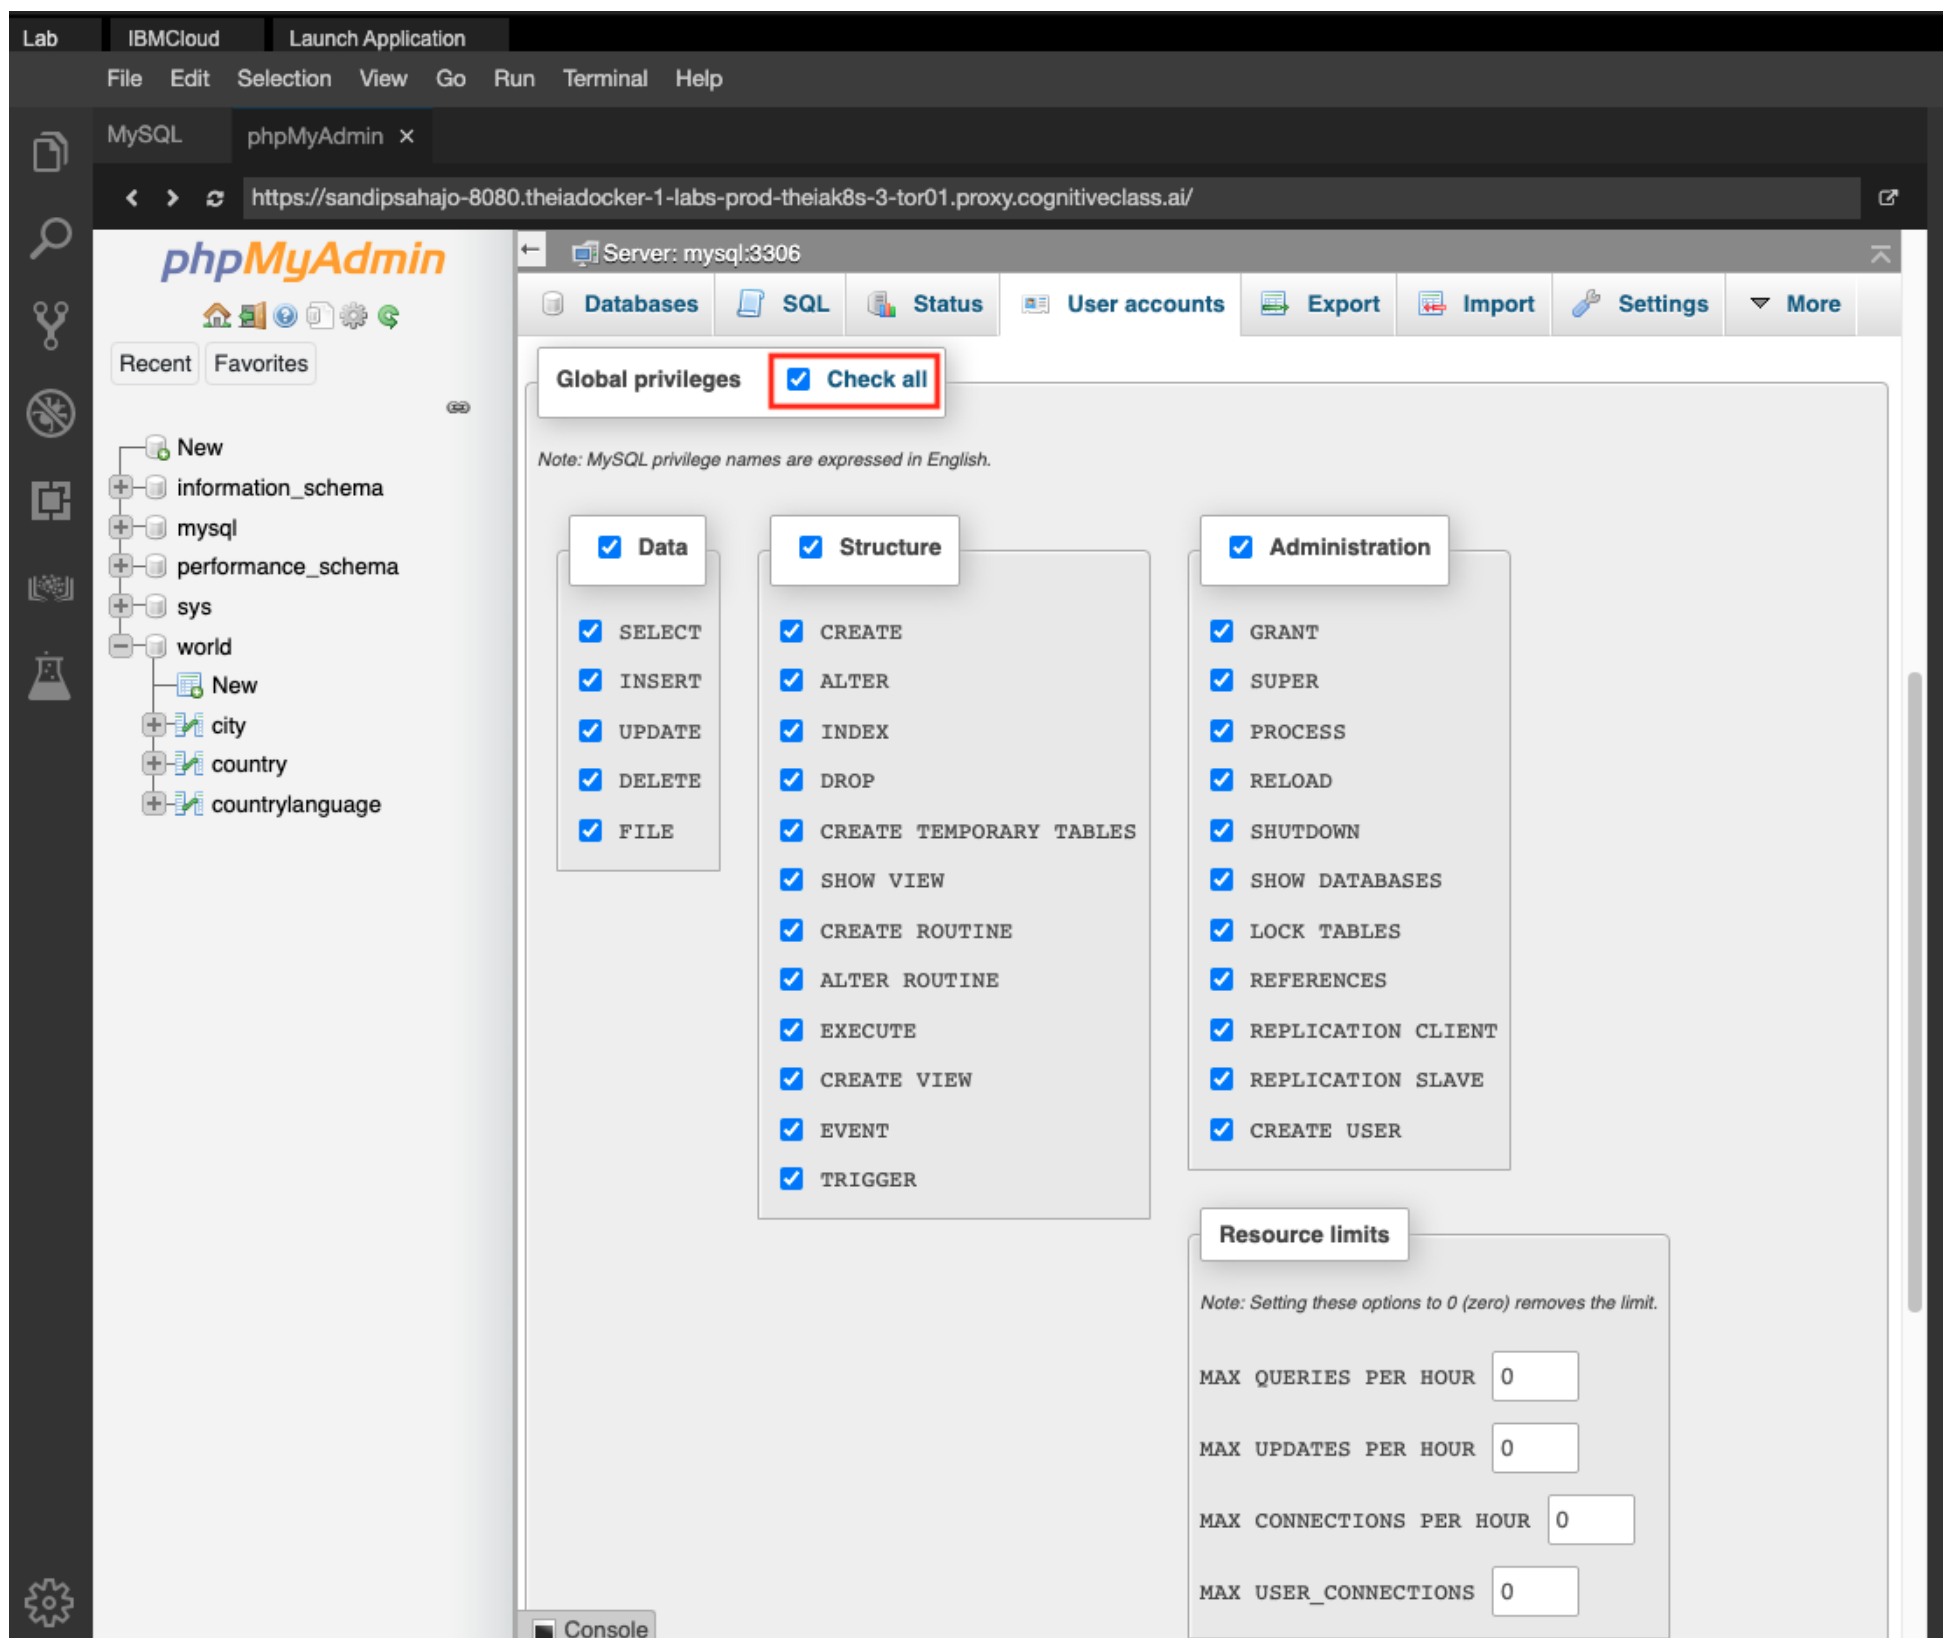 Lab IBMCloud Launch Application
File Edit Selection View Go Run Terminal Help
MySQL phpMyAdmin ×
https://sandipsahajo-8080.theiadocker-1-labs-prod-theiak8s-3-tor01.proxy.cognitiveclass.ai/
phpMyAdmin
Recent Favorites
New
information_schema
mysql
performance_schema
sys
world
New
city
country
countrylanguage
Server: mysql:3306
Databases SQL Status User accounts Export Import Settings More
Global privileges Check all
Note: MySQL privilege names are expressed in English.
Data
SELECT
INSERT
UPDATE
DELETE
FILE
Structure
CREATE
ALTER
INDEX
DROP
CREATE TEMPORARY TABLES
SHOW VIEW
CREATE ROUTINE
ALTER ROUTINE
EXECUTE
CREATE VIEW
EVENT
TRIGGER
Administration
GRANT
SUPER
PROCESS
RELOAD
SHUTDOWN
SHOW DATABASES
LOCK TABLES
REFERENCES
REPLICATION CLIENT
REPLICATION SLAVE
CREATE USER
Resource limits
Note: Setting these options to 0 (zero) removes the limit.
MAX QUERIES PER HOUR 0
MAX UPDATES PER HOUR 0
MAX CONNECTIONS PER HOUR 0
MAX USER_CONNECTIONS 0
Console